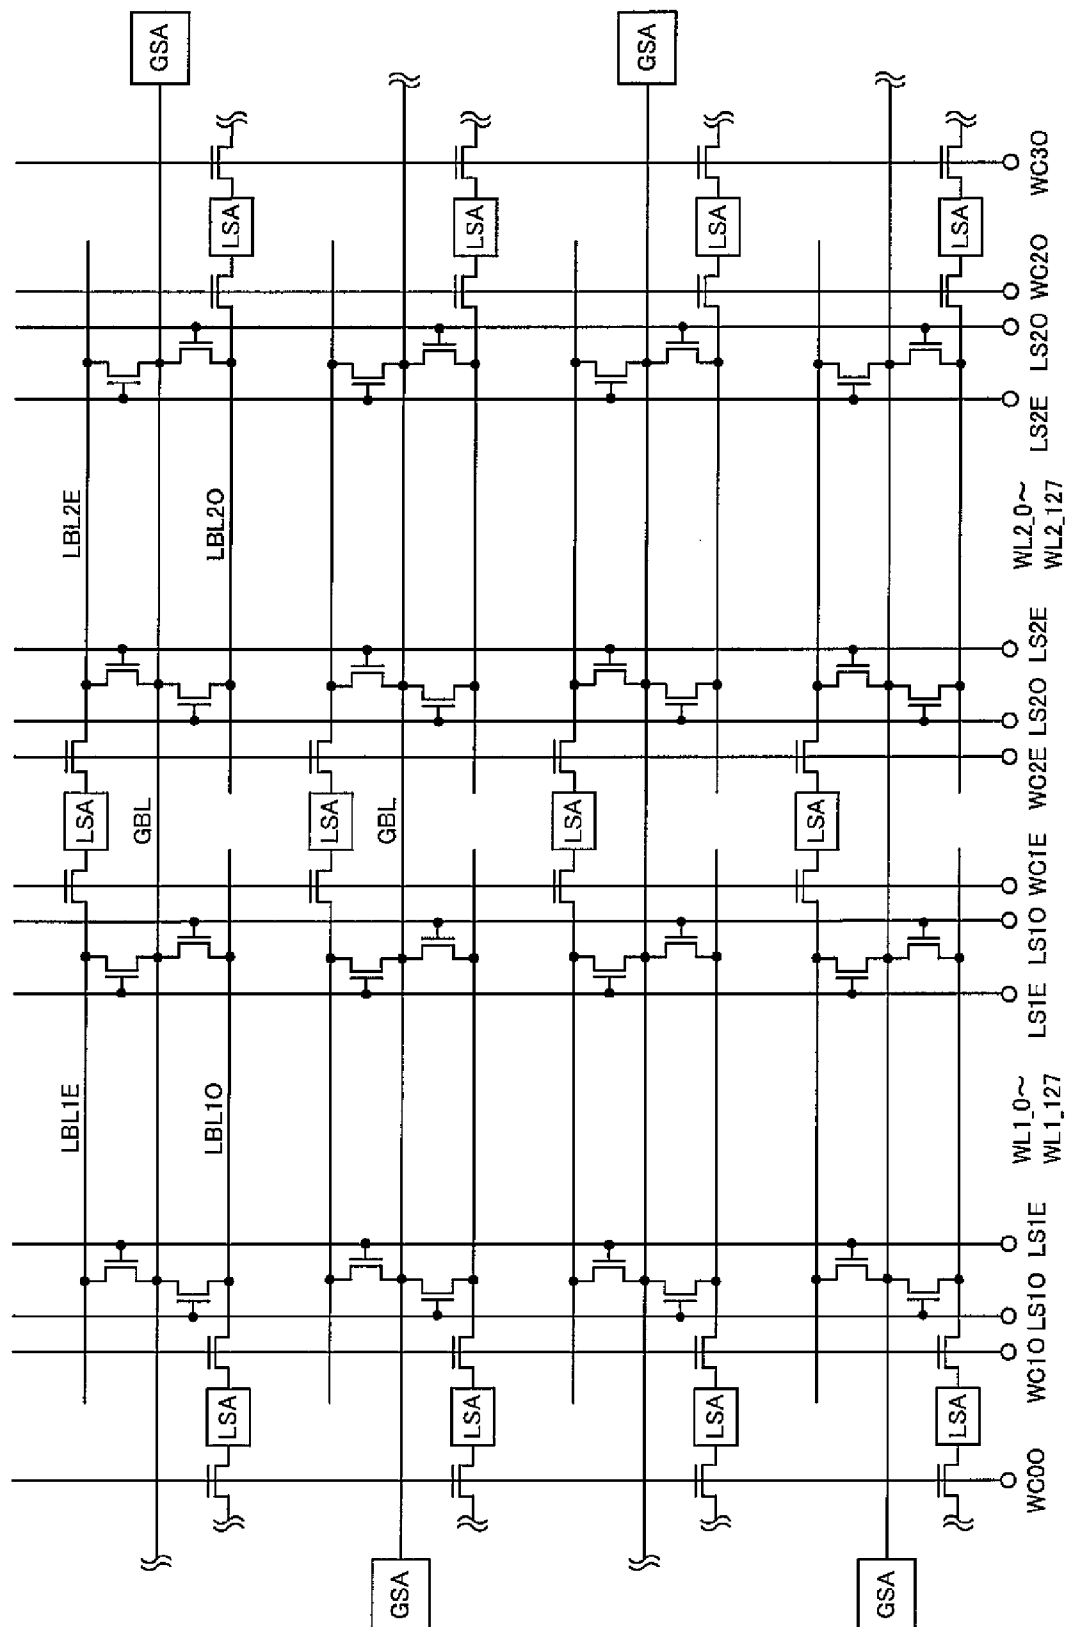 LBL1E
LSA
LBL2E
GBL
GSA
LSA
LBL1O
LBL2O
LSA
LSA
GSA
GBL
LSA
LSA
LSA
GSA
LSA
LSA
LSA
GSA
LSA
LSA
WC0O
WC1O
LS1O
LS1E
WL1_0~
WL1_127
LS1E
LS1O
WC1E
WC2E
LS2O
LS2E
WL2_0~
WL2_127
LS2E
LS2O
WC2O
WC3O